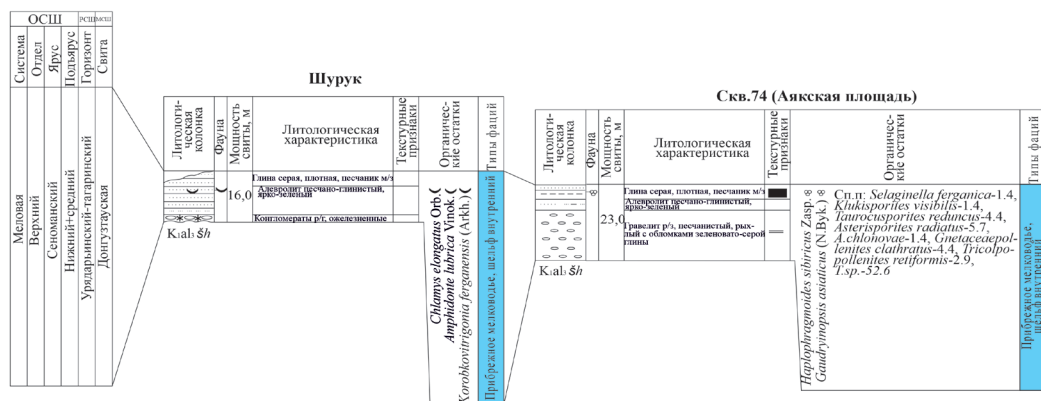 ОСШ
РСШ
МСШ
Система
Отдел
Ярус
Подъярус
Горизонт
Свита
Меловая
Верхний
Сеноманский
Нижний+средний
Урядарьинский-тагаринский
Донгузтауская
Шурук
Литологи-
ческая
колонка
Фауна
Мощность
свиты, м
Литологическая
характеристика
Текстурные
признаки
Органичес-
кие остатки
Типы фаций
16,0
Глина серая, плотная, песчаник м/з
Алевролит песчано-глинистый,
ярко-зеленый
Конгломераты р/г, ожелезненные
K₁al₃ šh
Chlamys elongatus Orb.
Amphidonte lubrica Vinok.
Korobkovitrigonia ferganensis (Arkh.)
Прибрежное мелководье, шельф внутренний
Скв.74 (Аякская площадь)
Литологи-
ческая
колонка
Фауна
Мощность
свиты, м
Литологическая
характеристика
Текстурные
признаки
Органичес-
кие остатки
Типы фаций
23,0
Глина серая, плотная, песчаник м/з
Алевролит песчано-глинистый,
ярко-зеленый
Гравелит р/з, песчанистый, рых-
лый с обломками зеленовато-серой
глины
K₁al₃ šh
Haplophragmoides sibiricus Zasp.
Gaudryinopsis asiaticus (N.Byk.)
Сп.п: Selaginella ferganica-1.4,
Klukisporites visibilis-1.4,
Taurocusporites reduncus-4.4,
Asterisporites radiatus-5.7,
A.chlonovae-1.4, Gnetaceaepol-
lenites clathratus-4.4, Tricolpo-
pollenites retiformis-2.9,
T.sp.-52.6
Прибрежное мелководье,
шельф внутренний